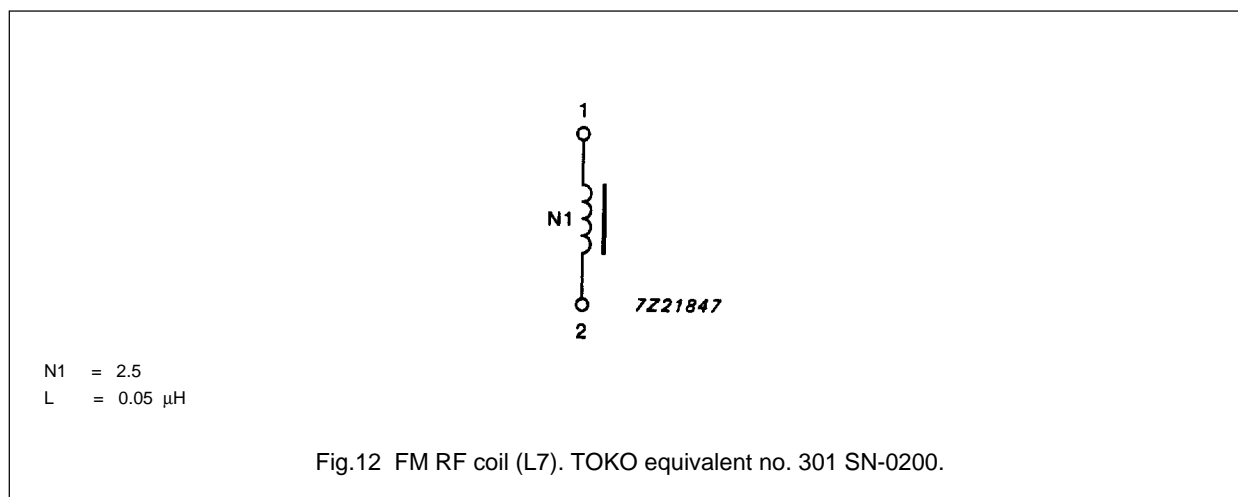 1
N1
7Z21847
2
N1 = 2.5
L = 0.05 μH
Fig.12 FM RF coil (L7). TOKO equivalent no. 301 SN-0200.